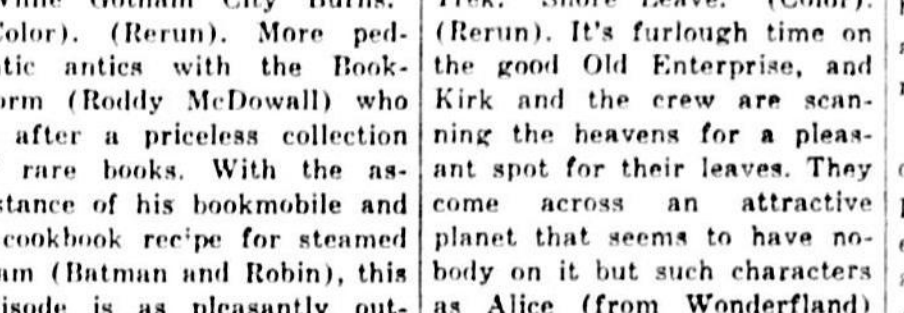 Gotham City Burns.
olor). (Rerun). More ped-
tic antics with the Book-
orm (Roddy McDowall) who
after a priceless collection
rare books. With the as-
stance of his bookmobile and
cookbook rec'pe for steamed
am (Batman and Robin), this
isode is as pleasantly out-
Trek. Shore Leave. (Color).
(Rerun). It's furlough time on
the good Old Enterprise, and
Kirk and the crew are scan-
ning the heavens for a pleas-
ant spot for their leaves. They
come across an attractive
planet that seems to have no-
body on it but such characters
as Alice (from Wonderfland)